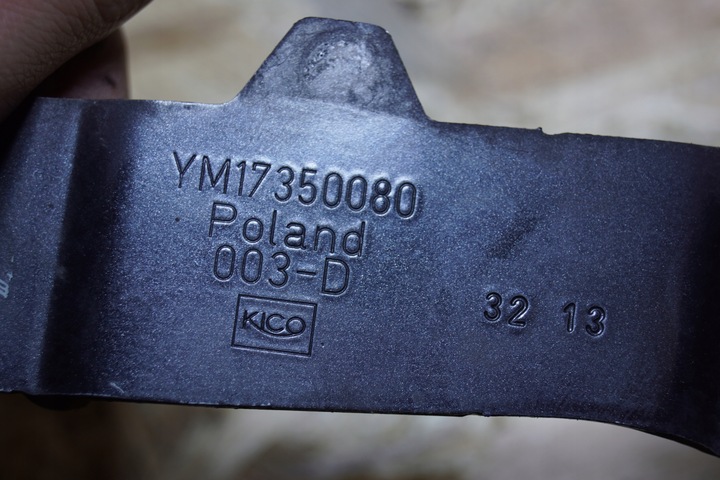 YM17350080
Poland
003-D
KICO
32 13